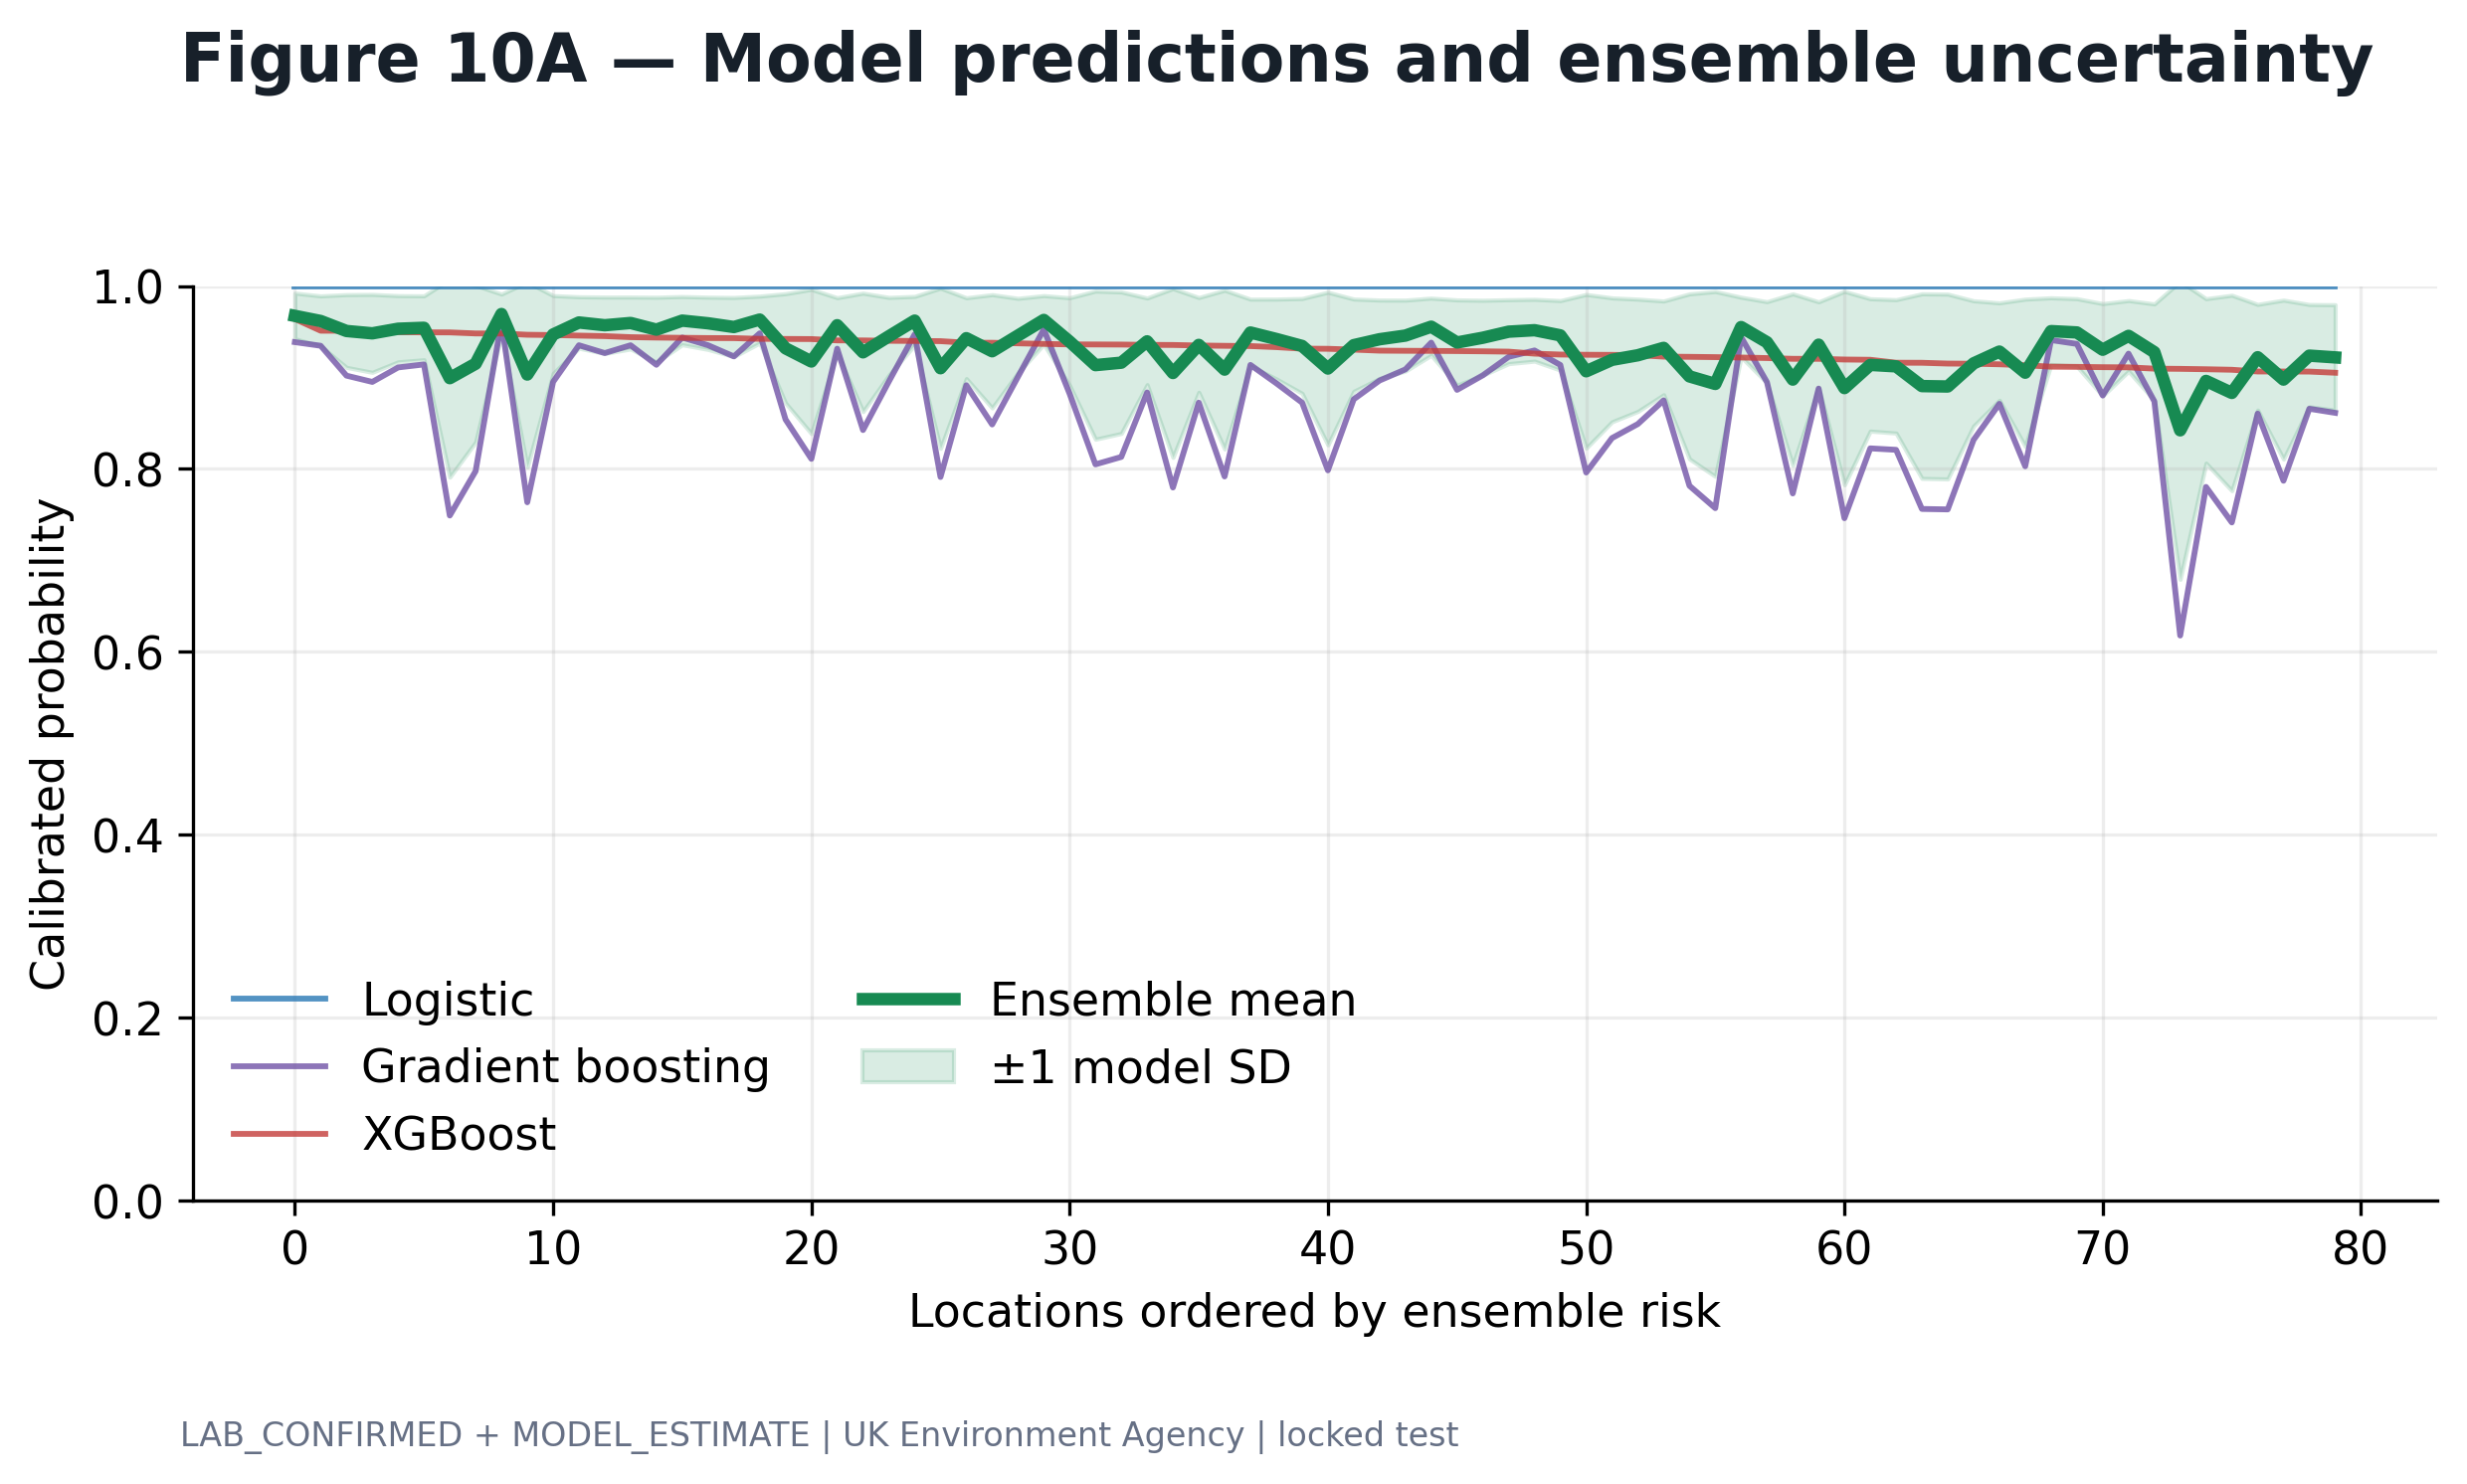 Figure 10A — Model predictions and ensemble uncertainty
1.0
0.8
0.6
0.4
0.2
0.0
Calibrated probability
Logistic
Gradient boosting
XGBoost
Ensemble mean
±1 model SD
0 10 20 30 40 50 60 70 80
Locations ordered by ensemble risk
LAB_CONFIRMED + MODEL_ESTIMATE | UK Environment Agency | locked test